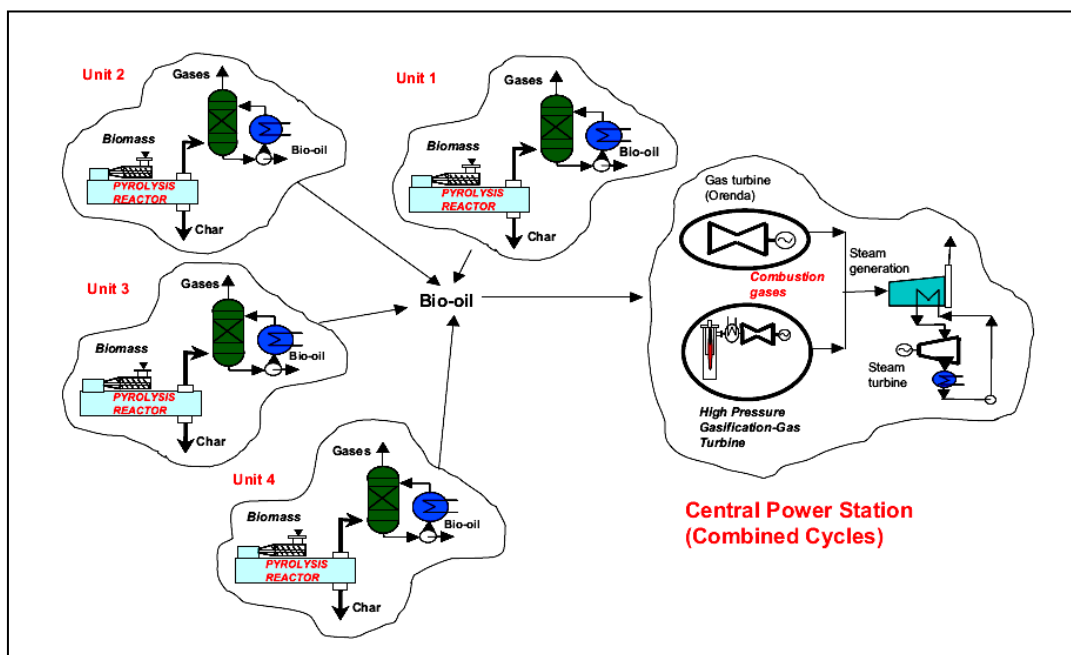 Unit 2
Gases
Biomass
Bio-oil
PYROLYSIS
REACTOR
Char
Unit 1
Gases
Biomass
Bio-oil
PYROLYSIS
REACTOR
Char
Unit 3
Gases
Biomass
Bio-oil
PYROLYSIS
REACTOR
Char
Unit 4
Gases
Biomass
Bio-oil
PYROLYSIS
REACTOR
Char
Bio-oil
Gas turbine
(Orenda)
Steam
generation
Combustion
gases
Steam
turbine
High Pressure
Gasification-Gas
Turbine
Central Power Station
(Combined Cycles)